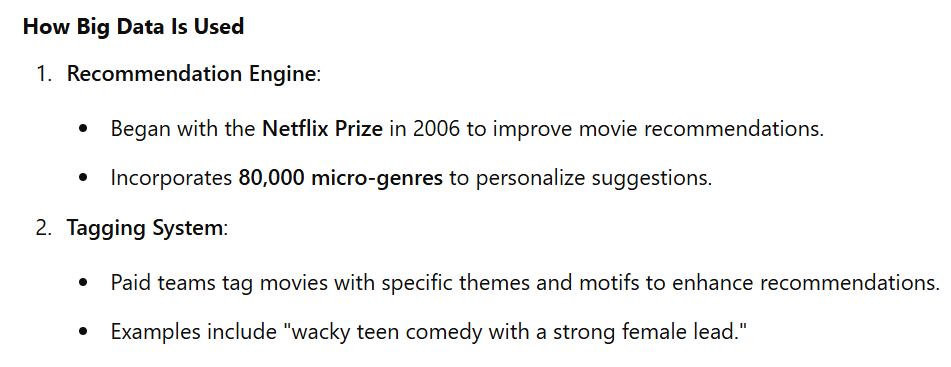 How Big Data Is Used
1. Recommendation Engine:
• Began with the Netflix Prize in 2006 to improve movie recommendations.
• Incorporates 80,000 micro-genres to personalize suggestions.
2. Tagging System:
• Paid teams tag movies with specific themes and motifs to enhance recommendations.
• Examples include "wacky teen comedy with a strong female lead."